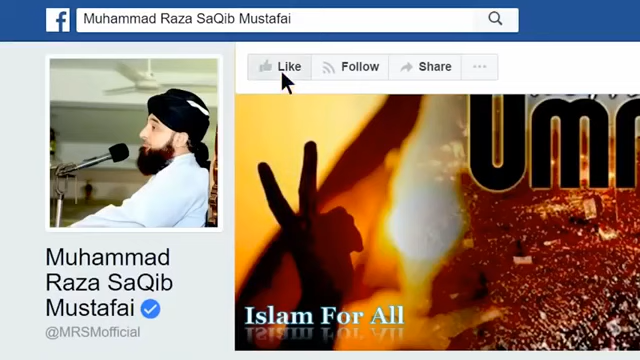 f Muhammad Raza SaQib Mustafai
Like Follow Share ...
Umm
Muhammad
Raza SaQib
Mustafai
@MRSMofficial
Islam For All